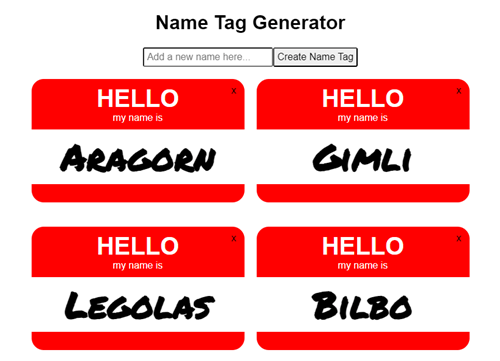 Name Tag Generator
Add a new name here... Create Name Tag
HELLO x
my name is
Aragorn
HELLO x
my name is
Gimli
HELLO x
my name is
Legolas
HELLO x
my name is
Bilbo